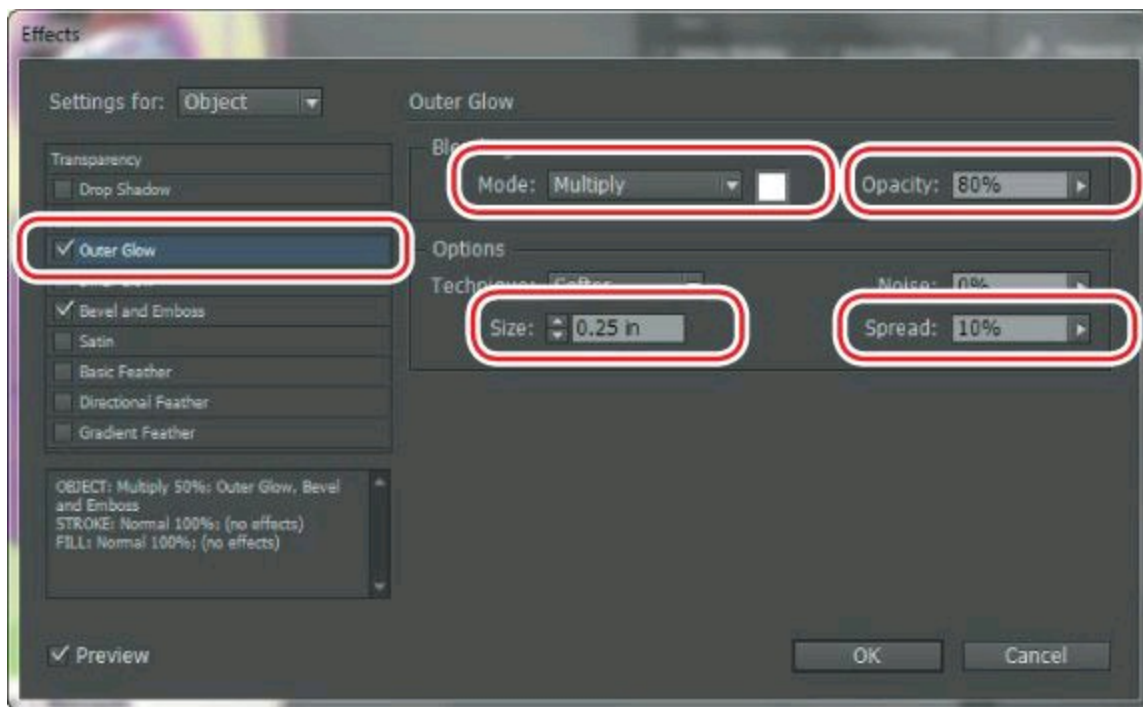 Effects
Settings for: Object
Outer Glow
Transparency
Drop Shadow
Outer Glow
Bevel and Emboss
Satin
Basic Feather
Directional Feather
Gradient Feather
OBJECT: Multiply 50%; Outer Glow, Bevel
and Emboss
STROKE: Normal 100%; (no effects)
FILL: Normal 100%; (no effects)
Preview
Mode: Multiply
Opacity: 80%
Options
Technique: Softer
Noise: 0%
Size: 0.25 in
Spread: 10%
OK
Cancel